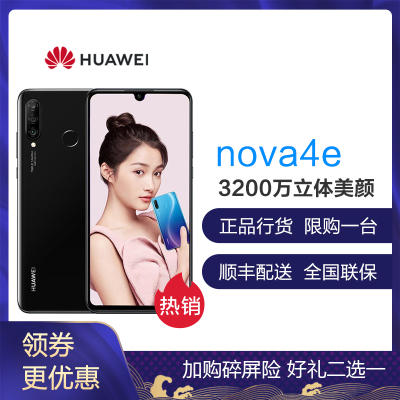 HUAWEI
nova4e
3200万立体美颜
正品行货 限购一台
顺丰配送 全国联保
HUAWEI
热销
领券
更优惠
加购碎屏险 好礼二选一